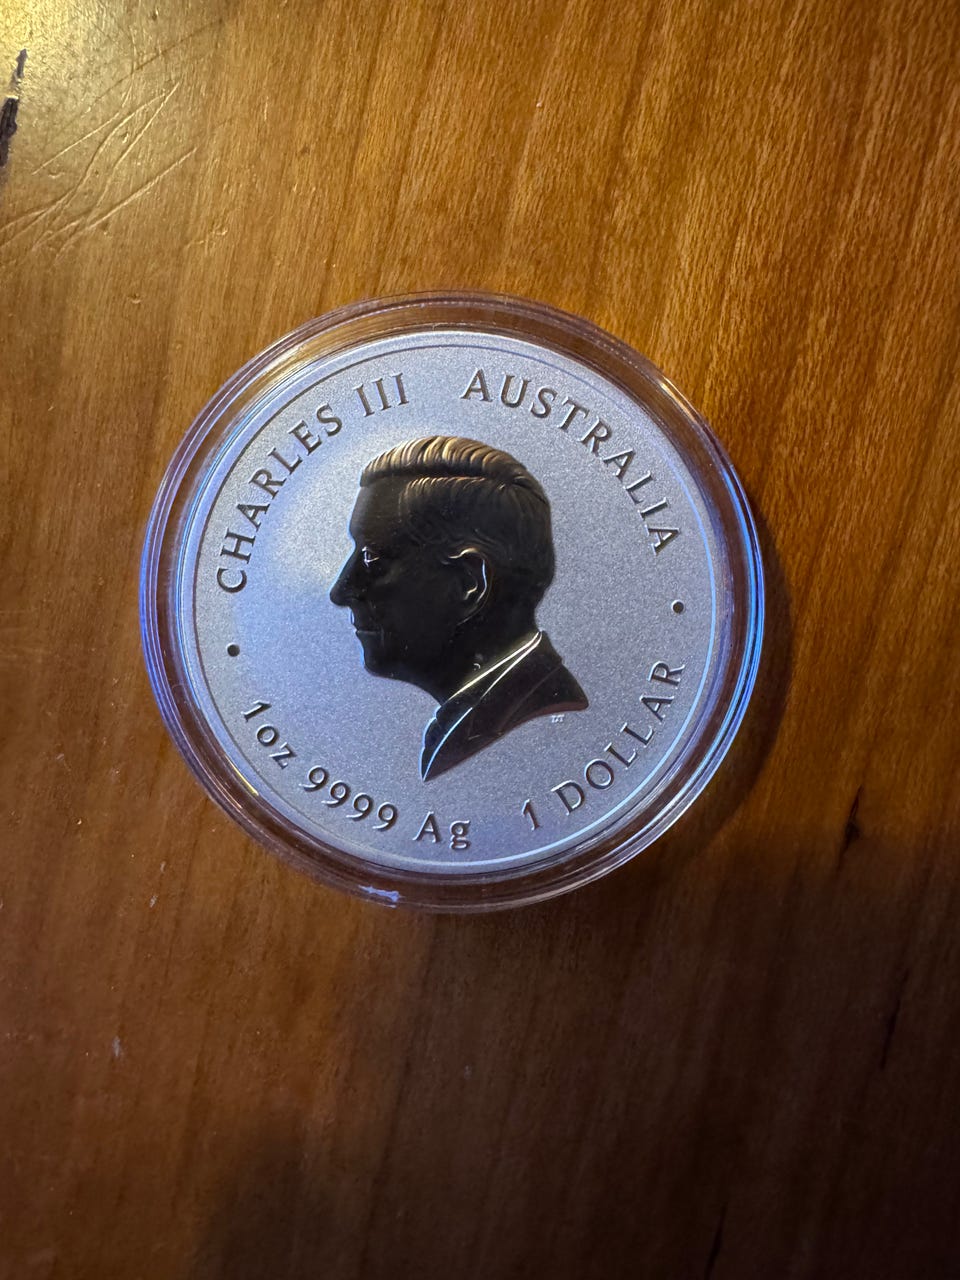 CHARLES III AUSTRALIA
1oz 9999 Ag 1 DOLLAR